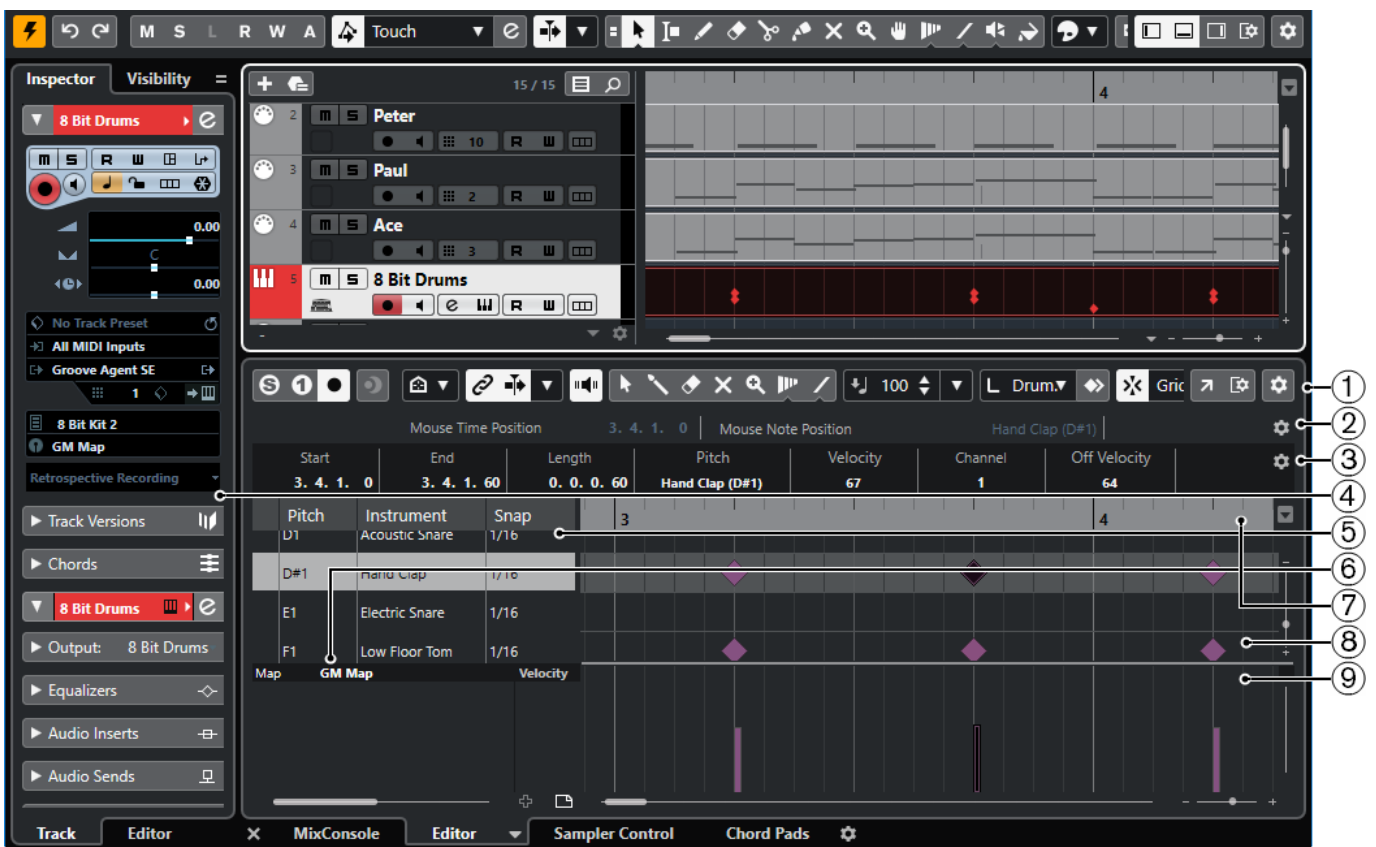 M S L R W A Touch
Inspector Visibility
15 / 15
4
8 Bit Drums
2 m S Peter
10 R W
m S R W
3 m S Paul
2 R W
0.00
C
0.00
4 m S Ace
3 R W
5 m S 8 Bit Drums
R W
No Track Preset
All MIDI Inputs
Groove Agent SE
1
8 Bit Kit 2
GM Map
Retrospective Recording
Track Versions
Chords
8 Bit Drums
Output: 8 Bit Drums
Equalizers
Audio Inserts
Audio Sends
S 1 100 L Drum. Gric 1
Mouse Time Position 3. 4. 1. 0 Mouse Note Position Hand Clap (D#1) 2
Start End Length Pitch Velocity Channel Off Velocity 3
3. 4. 1. 0 3. 4. 1. 60 0. 0. 0. 60 Hand Clap (D#1) 67 1 64
4
Pitch Instrument Snap 3 4
D1 Acoustic Snare 1/16 5
D#1 Hand Clap 1/16 6
E1 Electric Snare 1/16 7
F1 Low Floor Tom 1/16 8
Map GM Map Velocity 9
Track Editor MixConsole Editor Sampler Control Chord Pads